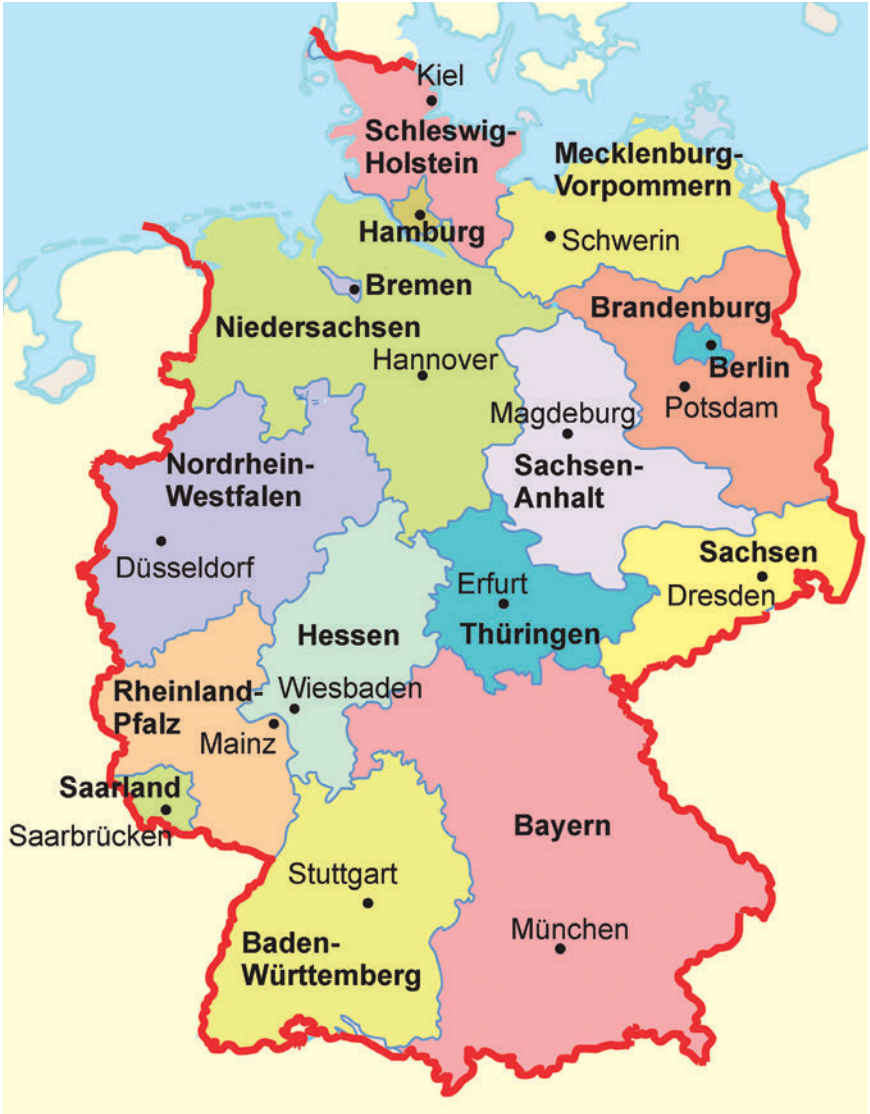 Kiel
Schleswig-
Holstein
Mecklenburg-
Vorpommern
Hamburg
Schwerin
Bremen
Brandenburg
Niedersachsen
Hannover
Berlin
Potsdam
Magdeburg
Nordrhein-
Westfalen
Sachsen-
Anhalt
Düsseldorf
Sachsen
Dresden
Erfurt
Thüringen
Hessen
Rheinland-
Pfalz
Wiesbaden
Mainz
Saarland
Saarbrücken
Bayern
Stuttgart
München
Baden-
Württemberg